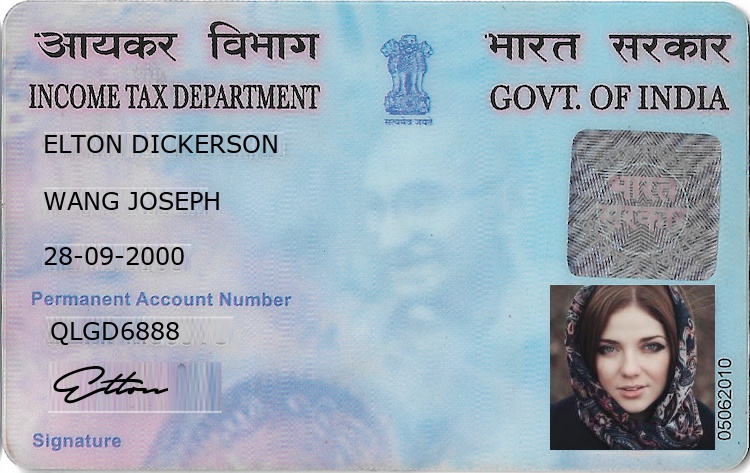 आयकर विभाग
भारत सरकार
INCOME TAX DEPARTMENT
GOVT. OF INDIA
सत्यमेव जयते
ELTON DICKERSON
WANG JOSEPH
28-09-2000
भारत
सरकार
Permanent Account Number
QLGD6888
Elton
Signature
05062010